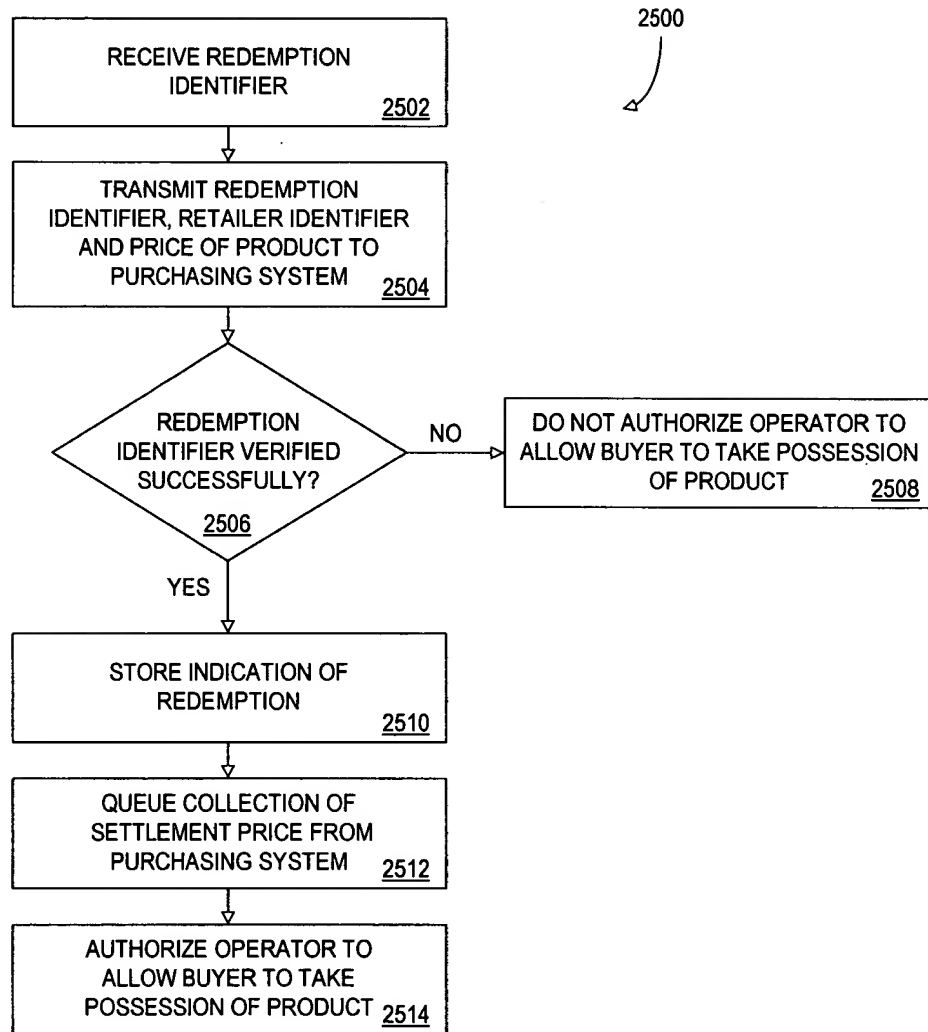 2500
RECEIVE REDEMPTION
IDENTIFIER
2502
TRANSMIT REDEMPTION
IDENTIFIER, RETAILER IDENTIFIER
AND PRICE OF PRODUCT TO
PURCHASING SYSTEM
2504
REDEMPTION
IDENTIFIER VERIFIED
SUCCESSFULLY?
2506
NO
DO NOT AUTHORIZE OPERATOR TO
ALLOW BUYER TO TAKE POSSESSION
OF PRODUCT
2508
YES
STORE INDICATION OF
REDEMPTION
2510
QUEUE COLLECTION OF
SETTLEMENT PRICE FROM
PURCHASING SYSTEM
2512
AUTHORIZE OPERATOR TO
ALLOW BUYER TO TAKE
POSSESSION OF PRODUCT
2514